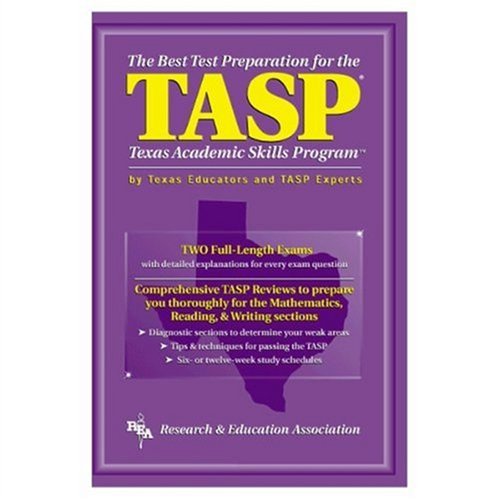 The Best Test Preparation for the
TASP®
Texas Academic Skills Program™
by Texas Educators and TASP Experts
TWO Full-Length Exams
with detailed explanations for every exam question
Comprehensive TASP Reviews to prepare
you thoroughly for the Mathematics,
Reading, & Writing sections
➤ Diagnostic sections to determine your weak areas
➤ Tips & techniques for passing the TASP
➤ Six- or twelve-week study schedules
REA Research & Education Association